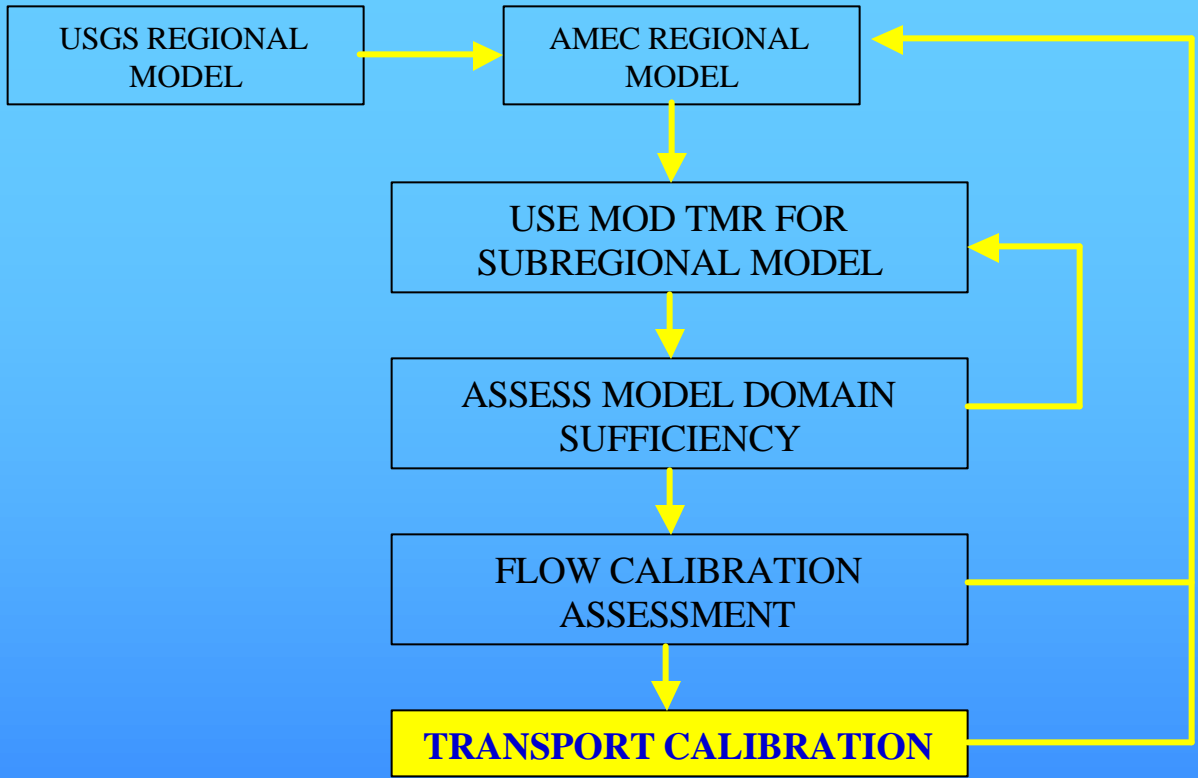 USGS REGIONAL
MODEL
AMEC REGIONAL
MODEL
USE MOD TMR FOR
SUBREGIONAL MODEL
ASSESS MODEL DOMAIN
SUFFICIENCY
FLOW CALIBRATION
ASSESSMENT
TRANSPORT CALIBRATION